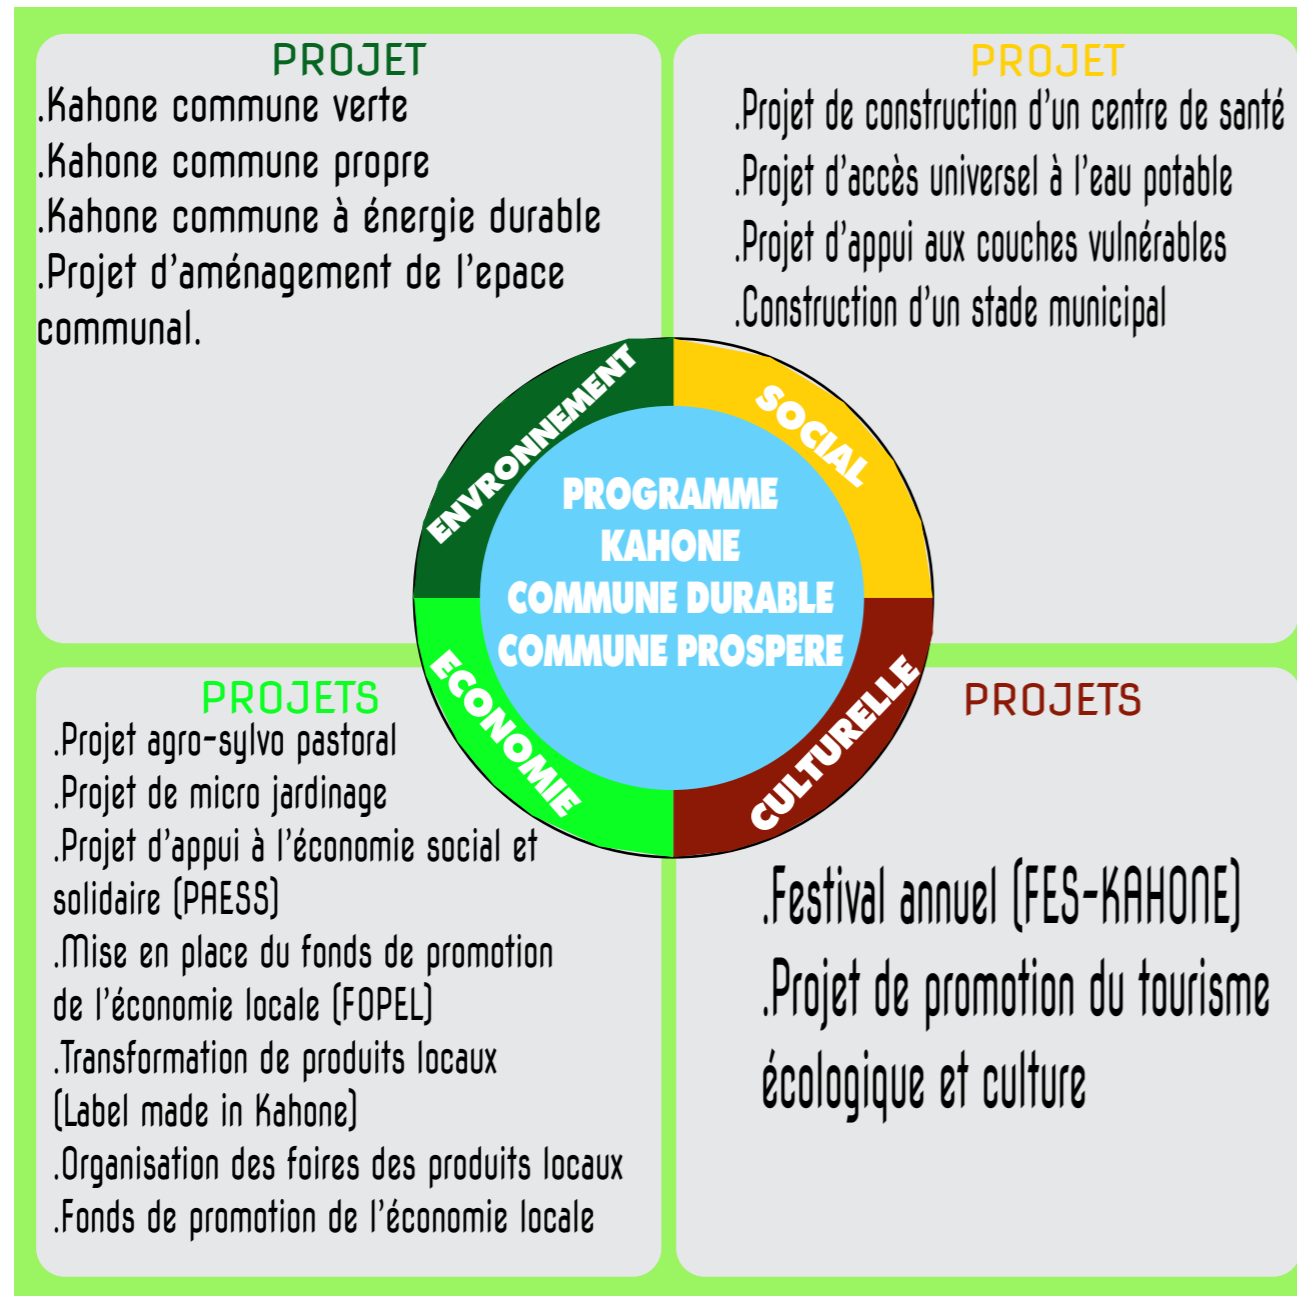 PROJET
.Kahone commune verte
.Kahone commune propre
.Kahone commune à énergie durable
.Projet d'aménagement de l'epace
communal.
PROJET
.Projet de construction d'un centre de santé
.Projet d'accès universel à l'eau potable
.Projet d'appui aux couches vulnérables
.Construction d'un stade municipal
ENVRONNEMENT
SOCIAL
PROGRAMME
KAHONE
COMMUNE DURABLE
COMMUNE PROSPERE
ECONOMIE
CULTURELLE
PROJETS
.Projet agro-sylvo pastoral
.Projet de micro jardinage
.Projet d'appui à l'économie social et
solidaire (PAESS)
.Mise en place du fonds de promotion
de l'économie locale (FOPEL)
.Transformation de produits locaux
(Label made in Kahone)
.Organisation des foires des produits locaux
.Fonds de promotion de l'économie locale
PROJETS
.Festival annuel (FES-KAHONE)
.Projet de promotion du tourisme
écologique et culture